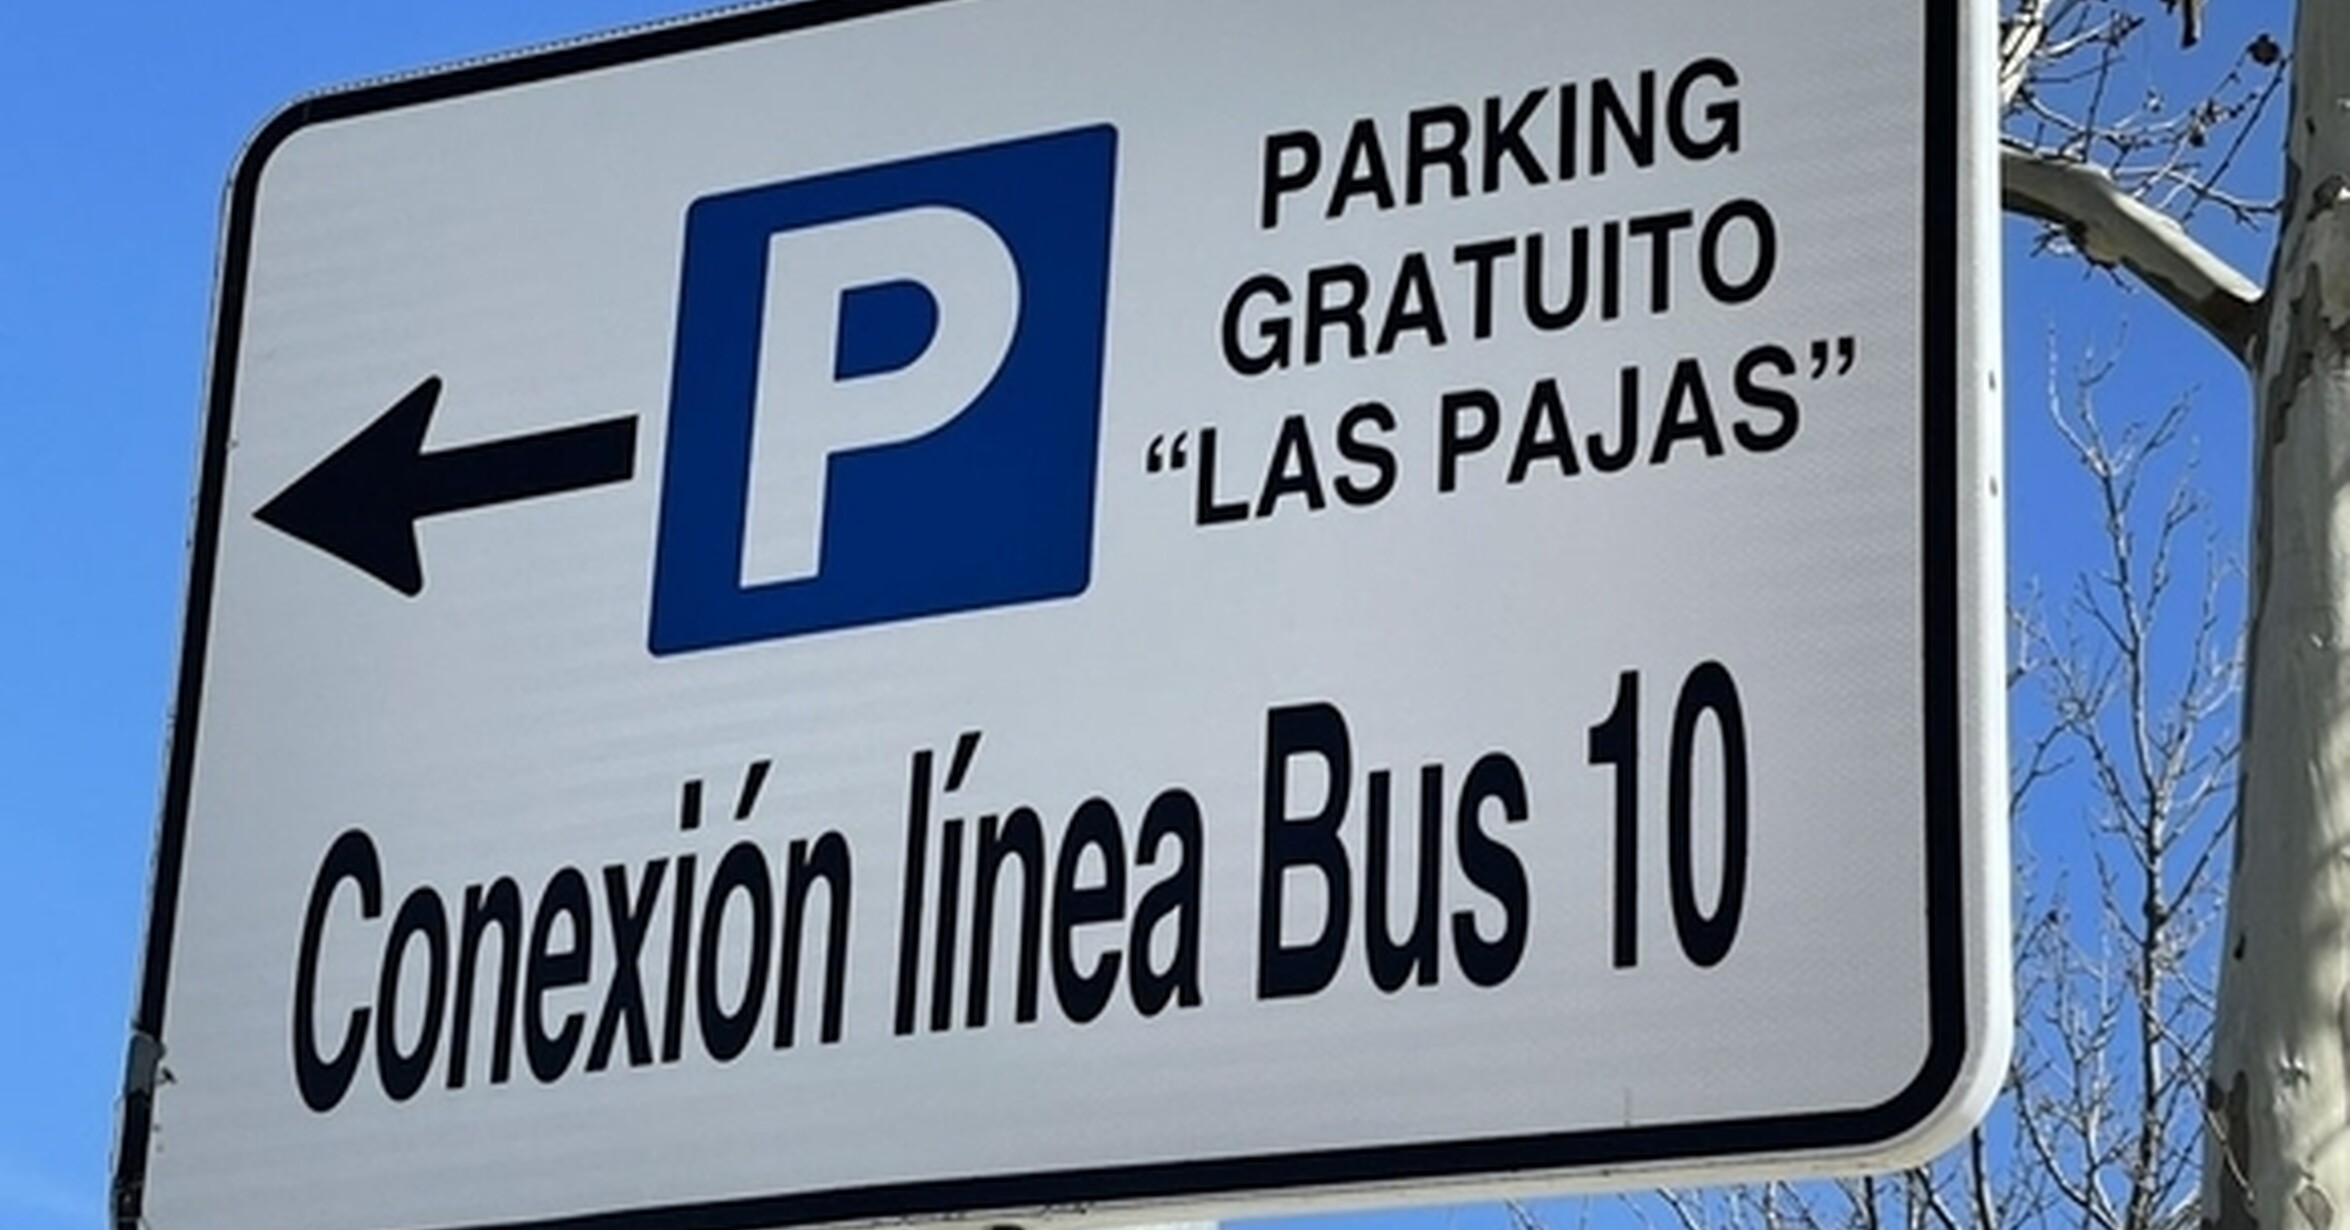 P
PARKING
GRATUITO
“LAS PAJAS”
Conexión línea Bus 10